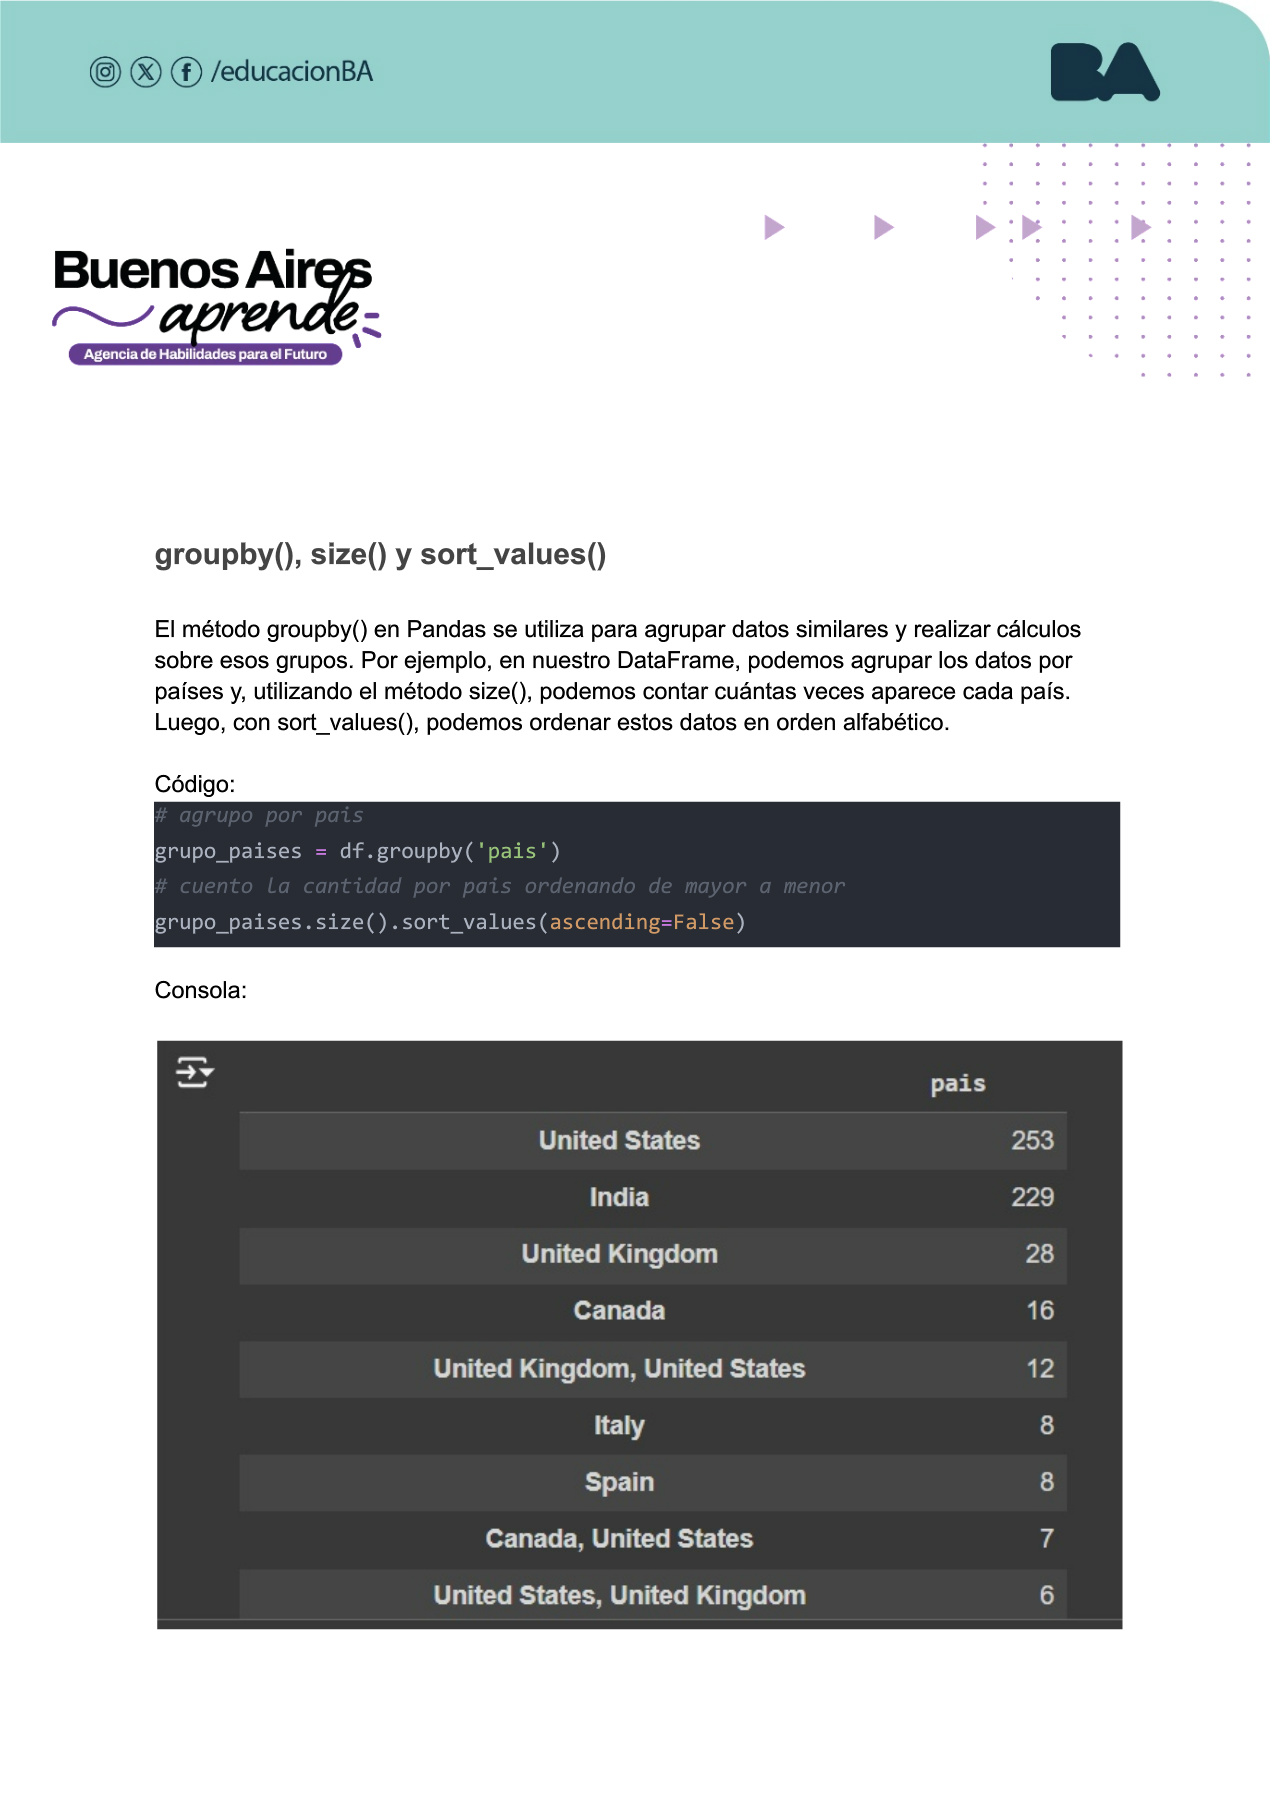 /educacionBA
BA
Buenos Aires
aprende
Agencia de Habilidades para el Futuro
groupby(), size() y sort_values()
El método groupby() en Pandas se utiliza para agrupar datos similares y realizar cálculos
sobre esos grupos. Por ejemplo, en nuestro DataFrame, podemos agrupar los datos por
países y, utilizando el método size(), podemos contar cuántas veces aparece cada país.
Luego, con sort_values(), podemos ordenar estos datos en orden alfabético.
Código:
# agrupo por pais
grupo_paises = df.groupby('pais')
# cuento la cantidad por pais ordenando de mayor a menor
grupo_paises.size().sort_values(ascending=False)
Consola:
pais
United States 253
India 229
United Kingdom 28
Canada 16
United Kingdom, United States 12
Italy 8
Spain 8
Canada, United States 7
United States, United Kingdom 6